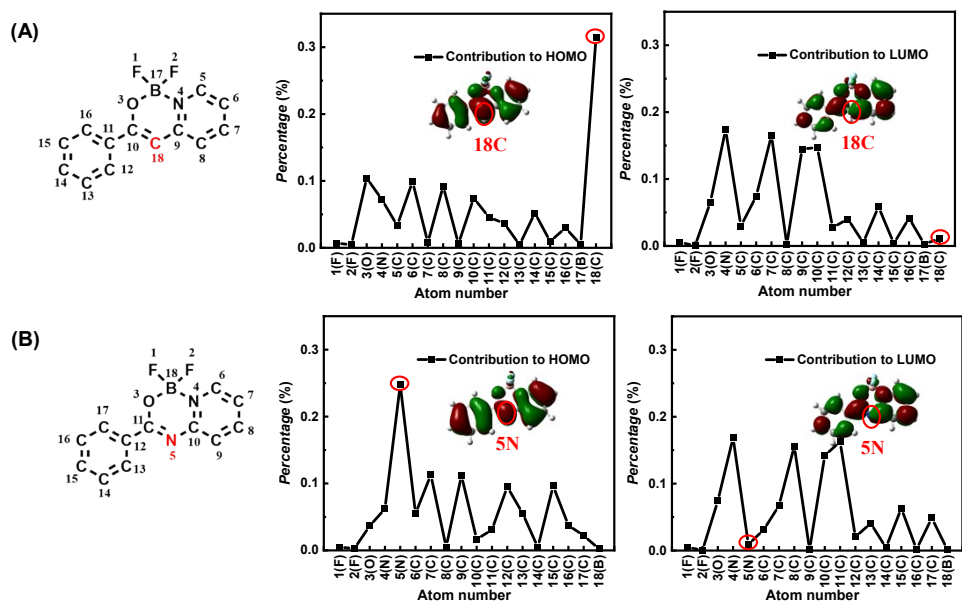 (A)
1 17 2
F F
B 5
3 4
O N 6
16
11 7
15 10 9
18 8
14 12
13
C C C C C C C C C C C C C
0.3
0.2
0.1
0.0
Percentage (%)
Contribution to HOMO
18C
1(F) 2(F) 3(O) 4(N) 5(C) 6(C) 7(C) 8(C) 9(C) 10(C) 11(C) 12(C) 13(C) 14(C) 15(C) 16(C) 17(B) 18(C)
Atom number
0.3
0.2
0.1
0.0
Percentage (%)
Contribution to LUMO
18C
1(F) 2(F) 3(O) 4(N) 5(C) 6(C) 7(C) 8(C) 9(C) 10(C) 11(C) 12(C) 13(C) 14(C) 15(C) 16(C) 17(B) 18(C)
Atom number
(B)
1 2
F F
18
B 6
3 4
O N 7
17
11 8
16 12 10
N
5 9
15 13
14
C C C C C C C C C C C C
0.3
0.2
0.1
0.0
Percentage (%)
Contribution to HOMO
5N
1(F) 2(F) 3(O) 4(N) 5(N) 6(C) 7(C) 8(C) 9(C) 10(C) 11(C) 12(C) 13(C) 14(C) 15(C) 16(C) 17(C) 18(B)
Atom number
0.3
0.2
0.1
0.0
Percentage (%)
Contribution to LUMO
5N
1(F) 2(F) 3(O) 4(N) 5(N) 6(C) 7(C) 8(C) 9(C) 10(C) 11(C) 12(C) 13(C) 14(C) 15(C) 16(C) 17(C) 18(B)
Atom number